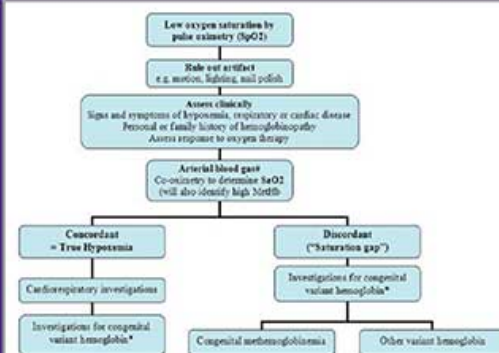 Low oxygen saturation by
pulse oximetry (SpO2)
Rule out artifact
e.g. motion, lighting, nail polish
Assess clinically
Signs and symptoms of hypoxemia, respiratory or cardiac disease
Personal or family history of hemoglobinopathy
Assess response to oxygen therapy
Arterial blood gas#
Co-oximetry to determine SaO2
(will also identify high MetHb
Concordant
= True Hypoxemia
Discordant
("Saturation gap")
Cardiorespiratory investigations
Investigations for congenital
variant hemoglobin*
Investigations for congenital
variant hemoglobin*
Congenital methemoglobinemia
Other variant hemoglobin